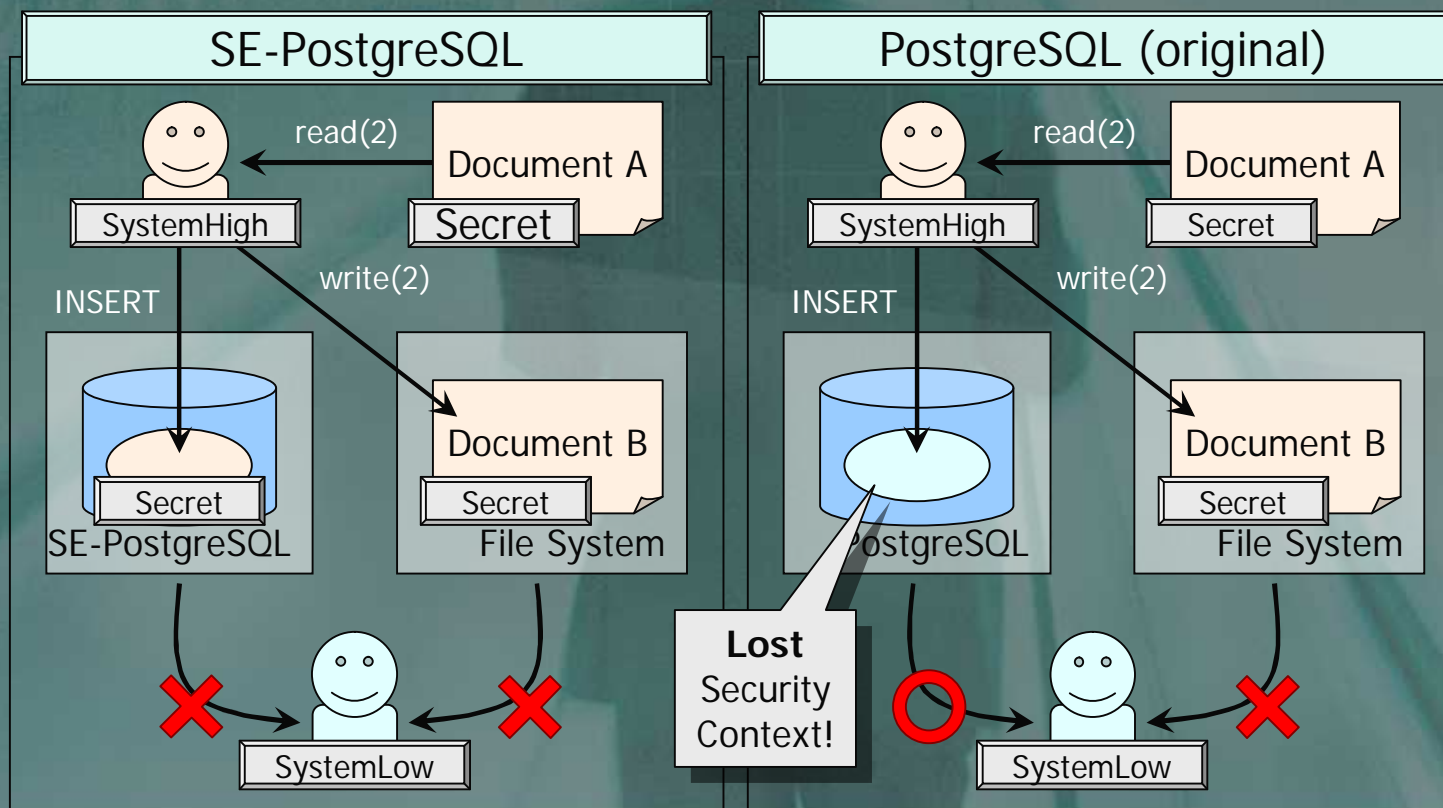 SE-PostgreSQL
read(2)
Document A
SystemHigh
Secret
write(2)
INSERT
Document B
Secret
Secret
SE-PostgreSQL
File System
SystemLow
PostgreSQL (original)
read(2)
Document A
SystemHigh
Secret
write(2)
INSERT
Document B
Secret
PostgreSQL
File System
Lost
Security
Context!
SystemLow